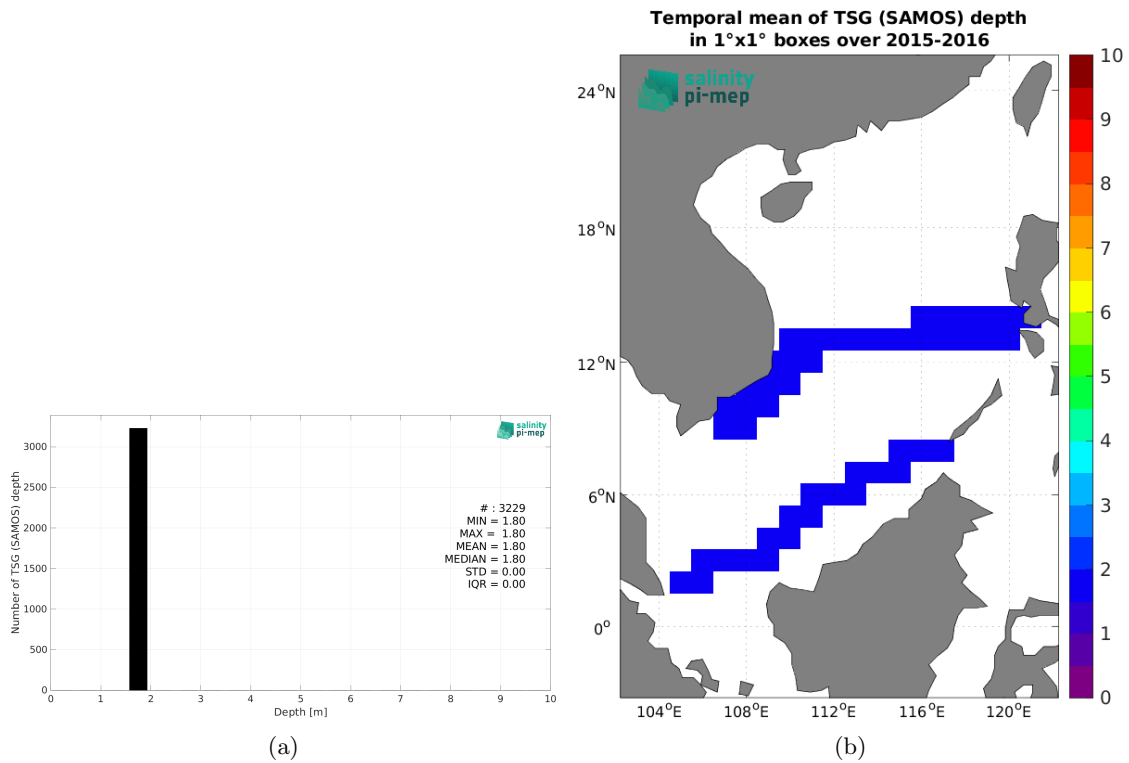 Number of TSG (SAMOS) depth
3000
2500
2000
1500
1000
500
0
salinity
pi-mep
# : 3229
MIN = 1.80
MAX = 1.80
MEAN = 1.80
MEDIAN = 1.80
STD = 0.00
IQR = 0.00
0 1 2 3 4 5 6 7 8 9 10
Depth [m]
(a)
Temporal mean of TSG (SAMOS) depth
in 1°x1° boxes over 2015-2016
salinity
pi-mep
24°N
18°N
12°N
6°N
0°
104°E 108°E 112°E 116°E 120°E
10
9
8
7
6
5
4
3
2
1
0
(b)